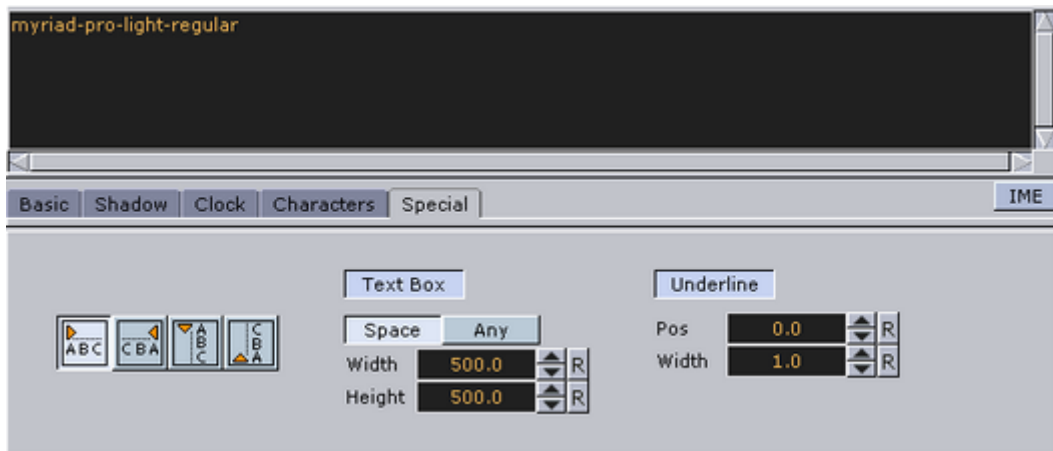 myriad-pro-light-regular
Basic Shadow Clock Characters Special IME
Text Box Underline
ABC CBA ABC CBA
Space Any Pos 0.0 R
Width 500.0 R Width 1.0 R
Height 500.0 R